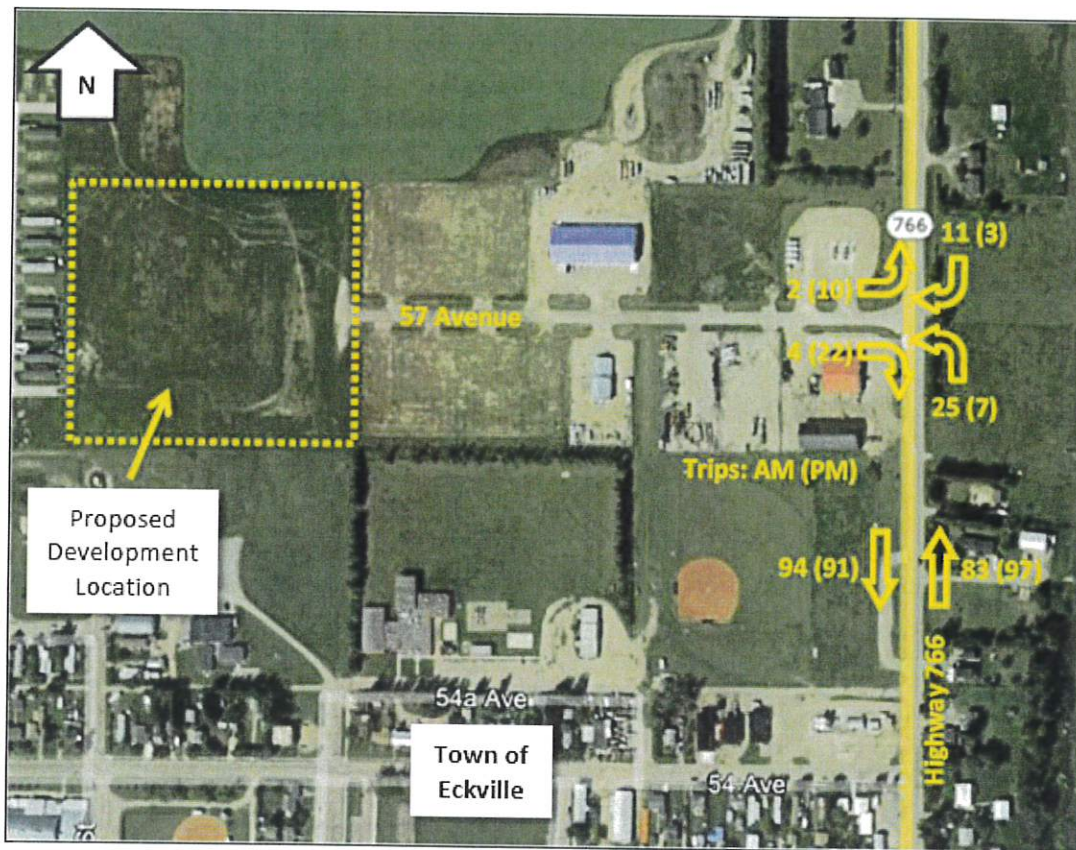 N
766
11 (3)
2 (10)
57 Avenue
4 (22)
25 (7)
Trips: AM (PM)
Proposed
Development
Location
94 (91)
83 (97)
Highway 766
54a Ave
Town of
Eckville
54 Ave